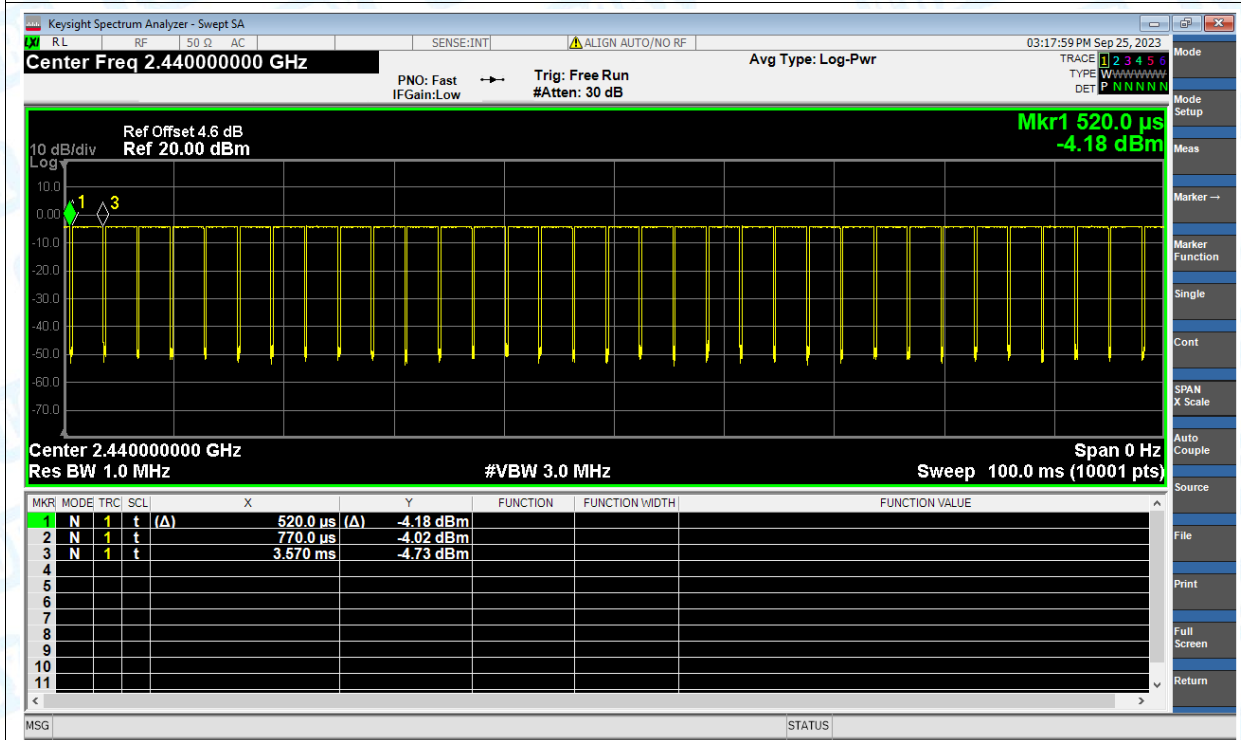 Keysight Spectrum Analyzer - Swept SA
LXI RL RF 50 Ω AC SENSE:INT ALIGN AUTO/NO RF 03:17:59 PM Sep 25, 2023
Center Freq 2.440000000 GHz
PNO: Fast
IFGain:Low
Trig: Free Run
#Atten: 30 dB
Avg Type: Log-Pwr
TRACE 1 2 3 4 5 6
TYPE WWWWWW
DET P N N N N N
Mkr1 520.0 µs
-4.18 dBm
Ref Offset 4.6 dB
10 dB/div Ref 20.00 dBm
Log
10.0
0.00
-10.0
-20.0
-30.0
-40.0
-50.0
-60.0
-70.0
1
3
Center 2.440000000 GHz Span 0 Hz
Res BW 1.0 MHz #VBW 3.0 MHz Sweep 100.0 ms (10001 pts)
MKR MODE TRC SCL X Y FUNCTION FUNCTION WIDTH FUNCTION VALUE
1 N 1 t (Δ) 520.0 µs (Δ) -4.18 dBm
2 N 1 t 770.0 µs -4.02 dBm
3 N 1 t 3.570 ms -4.73 dBm
4
5
6
7
8
9
10
11
MSG STATUS
Mode
Mode
Setup
Meas
Marker →
Marker
Function
Single
Cont
SPAN
X Scale
Auto
Couple
Source
File
Print
Full
Screen
Return